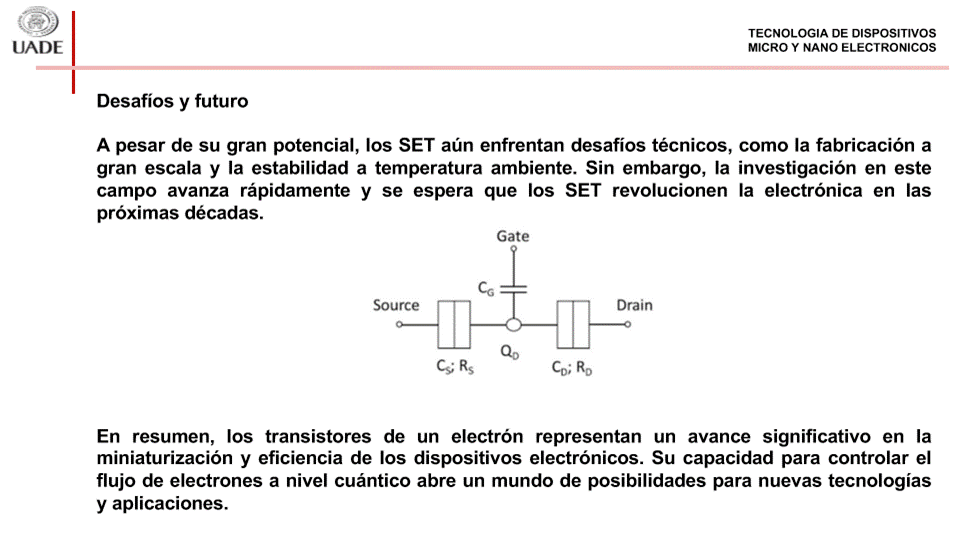 UADE
TECNOLOGIA DE DISPOSITIVOS
MICRO Y NANO ELECTRONICOS
Desafíos y futuro
A pesar de su gran potencial, los SET aún enfrentan desafíos técnicos, como la fabricación a
gran escala y la estabilidad a temperatura ambiente. Sin embargo, la investigación en este
campo avanza rápidamente y se espera que los SET revolucionen la electrónica en las
próximas décadas.
Gate
C_G
Source
Drain
Q_D
C_S; R_S
C_D; R_D
En resumen, los transistores de un electrón representan un avance significativo en la
miniaturización y eficiencia de los dispositivos electrónicos. Su capacidad para controlar el
flujo de electrones a nivel cuántico abre un mundo de posibilidades para nuevas tecnologías
y aplicaciones.